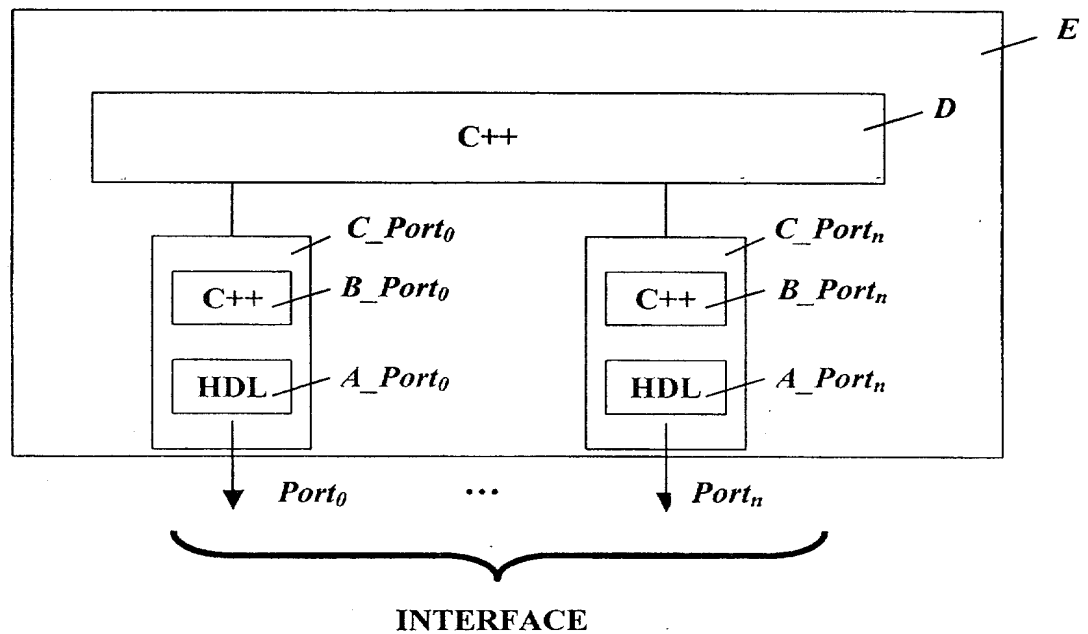 E
D
C++
C_Port₀
C_Portₙ
C++
B_Port₀
C++
B_Portₙ
HDL
A_Port₀
HDL
A_Portₙ
Port₀
...
Portₙ
INTERFACE